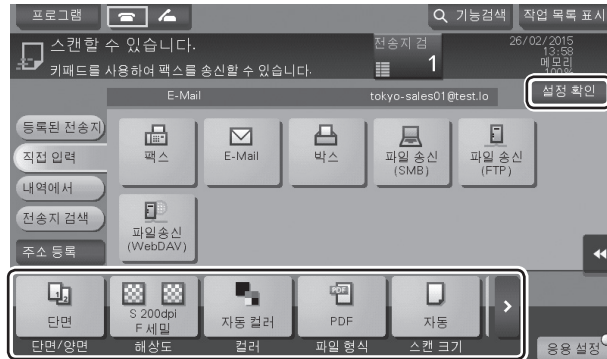 프로그램
기능검색
작업 목록 표시
스캔할 수 있습니다.
키패드를 사용하여 팩스를 송신할 수 있습니다.
전송지 검
1
26/02/2015
13:58
메모리
100%
E-Mail
tokyo-sales01@test.lo
설정 확인
등록된 전송지
직접 입력
내역에서
전송지 검색
주소 등록
팩스
E-Mail
박스
파일 송신
(SMB)
파일 송신
(FTP)
파일송신
(WebDAV)
단면
S 200dpi
F 세밀
자동 컬러
PDF
PDF
자동
단면/양면
해상도
컬러
파일 형식
스캔 크기
응용 설정